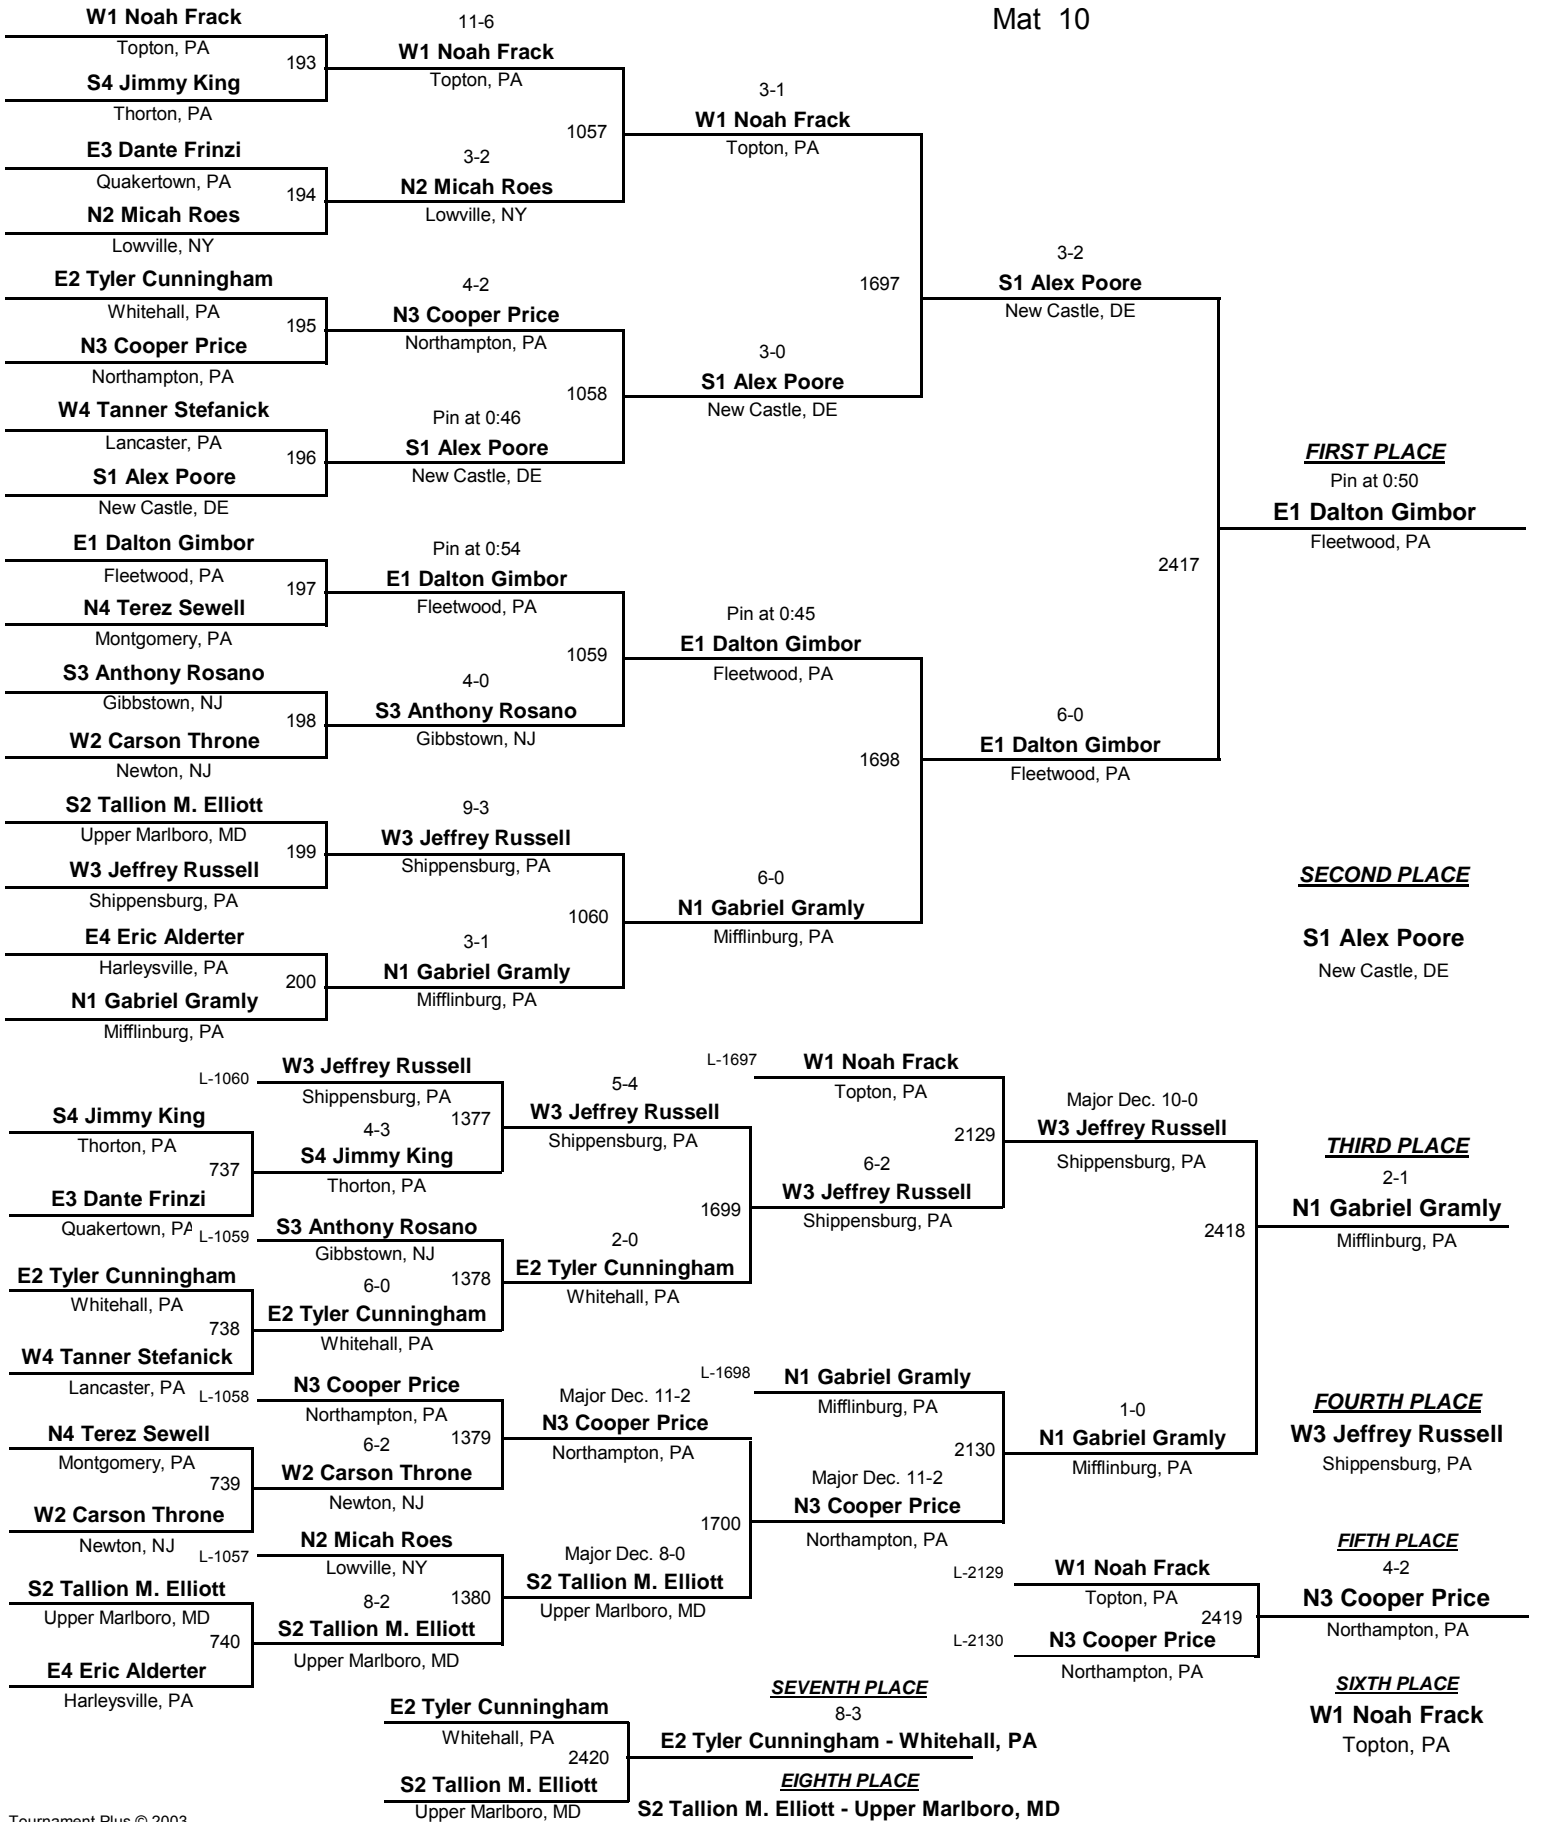 Mat 10
W1 Noah Frack
Topton, PA
193
S4 Jimmy King
Thorton, PA
E3 Dante Frinzi
Quakertown, PA
194
N2 Micah Roes
Lowville, NY
E2 Tyler Cunningham
Whitehall, PA
195
N3 Cooper Price
Northampton, PA
W4 Tanner Stefanick
Lancaster, PA
196
S1 Alex Poore
New Castle, DE
E1 Dalton Gimbor
Fleetwood, PA
197
N4 Terez Sewell
Montgomery, PA
S3 Anthony Rosano
Gibbstown, NJ
198
W2 Carson Throne
Newton, NJ
S2 Tallion M. Elliott
Upper Marlboro, MD
199
W3 Jeffrey Russell
Shippensburg, PA
E4 Eric Alderter
Harleysville, PA
200
N1 Gabriel Gramly
Mifflinburg, PA
11-6
W1 Noah Frack
Topton, PA
1057
3-2
N2 Micah Roes
Lowville, NY
4-2
N3 Cooper Price
Northampton, PA
1058
Pin at 0:46
S1 Alex Poore
New Castle, DE
Pin at 0:54
E1 Dalton Gimbor
Fleetwood, PA
1059
4-0
S3 Anthony Rosano
Gibbstown, NJ
9-3
W3 Jeffrey Russell
Shippensburg, PA
1060
3-1
N1 Gabriel Gramly
Mifflinburg, PA
3-1
W1 Noah Frack
Topton, PA
1697
3-0
S1 Alex Poore
New Castle, DE
Pin at 0:45
E1 Dalton Gimbor
Fleetwood, PA
1698
6-0
N1 Gabriel Gramly
Mifflinburg, PA
3-2
S1 Alex Poore
New Castle, DE
2417
6-0
E1 Dalton Gimbor
Fleetwood, PA
FIRST PLACE
Pin at 0:50
E1 Dalton Gimbor
Fleetwood, PA
SECOND PLACE
S1 Alex Poore
New Castle, DE
S4 Jimmy King
Thorton, PA
737
E3 Dante Frinzi
Quakertown, PA
E2 Tyler Cunningham
Whitehall, PA
738
W4 Tanner Stefanick
Lancaster, PA
N4 Terez Sewell
Montgomery, PA
739
W2 Carson Throne
Newton, NJ
S2 Tallion M. Elliott
Upper Marlboro, MD
740
E4 Eric Alderter
Harleysville, PA
L-1060
W3 Jeffrey Russell
Shippensburg, PA
1377
4-3
S4 Jimmy King
Thorton, PA
L-1059
S3 Anthony Rosano
Gibbstown, NJ
1378
6-0
E2 Tyler Cunningham
Whitehall, PA
L-1058
N3 Cooper Price
Northampton, PA
1379
6-2
W2 Carson Throne
Newton, NJ
L-1057
N2 Micah Roes
Lowville, NY
1380
8-2
S2 Tallion M. Elliott
Upper Marlboro, MD
5-4
W3 Jeffrey Russell
Shippensburg, PA
1699
2-0
E2 Tyler Cunningham
Whitehall, PA
Major Dec. 11-2
N3 Cooper Price
Northampton, PA
1700
Major Dec. 8-0
S2 Tallion M. Elliott
Upper Marlboro, MD
L-1697
W1 Noah Frack
Topton, PA
2129
6-2
W3 Jeffrey Russell
Shippensburg, PA
L-1698
N1 Gabriel Gramly
Mifflinburg, PA
2130
Major Dec. 11-2
N3 Cooper Price
Northampton, PA
Major Dec. 10-0
W3 Jeffrey Russell
Shippensburg, PA
2418
1-0
N1 Gabriel Gramly
Mifflinburg, PA
THIRD PLACE
2-1
N1 Gabriel Gramly
Mifflinburg, PA
FOURTH PLACE
W3 Jeffrey Russell
Shippensburg, PA
L-2129
W1 Noah Frack
Topton, PA
2419
L-2130
N3 Cooper Price
Northampton, PA
FIFTH PLACE
4-2
N3 Cooper Price
Northampton, PA
SIXTH PLACE
W1 Noah Frack
Topton, PA
E2 Tyler Cunningham
Whitehall, PA
2420
S2 Tallion M. Elliott
Upper Marlboro, MD
SEVENTH PLACE
8-3
E2 Tyler Cunningham - Whitehall, PA
EIGHTH PLACE
S2 Tallion M. Elliott - Upper Marlboro, MD
Tournament Plus © 2003